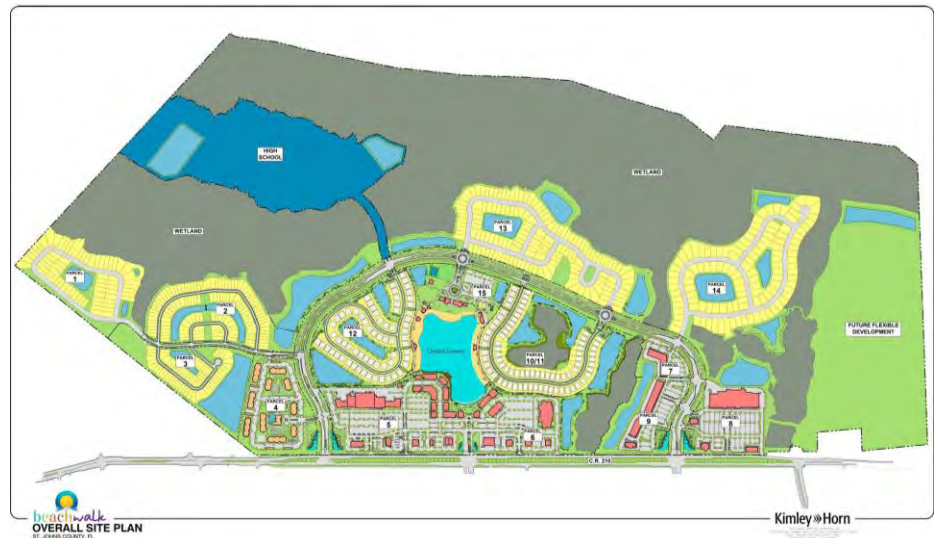 HIGH
SCHOOL
WETLAND
WETLAND
PARCEL
13
PARCEL
1
PARCEL
2
PARCEL
3
PARCEL
15
PARCEL
14
PARCEL
12
Crystal Lagoon
PARCEL
10/11
FUTURE FLEXIBLE
DEVELOPMENT
PARCEL
7
PARCEL
4
PARCEL
5
PARCEL
6
PARCEL
9
PARCEL
8
C.R. 210
beachwalk
OVERALL SITE PLAN
ST. JOHNS COUNTY, FL
Kimley»Horn